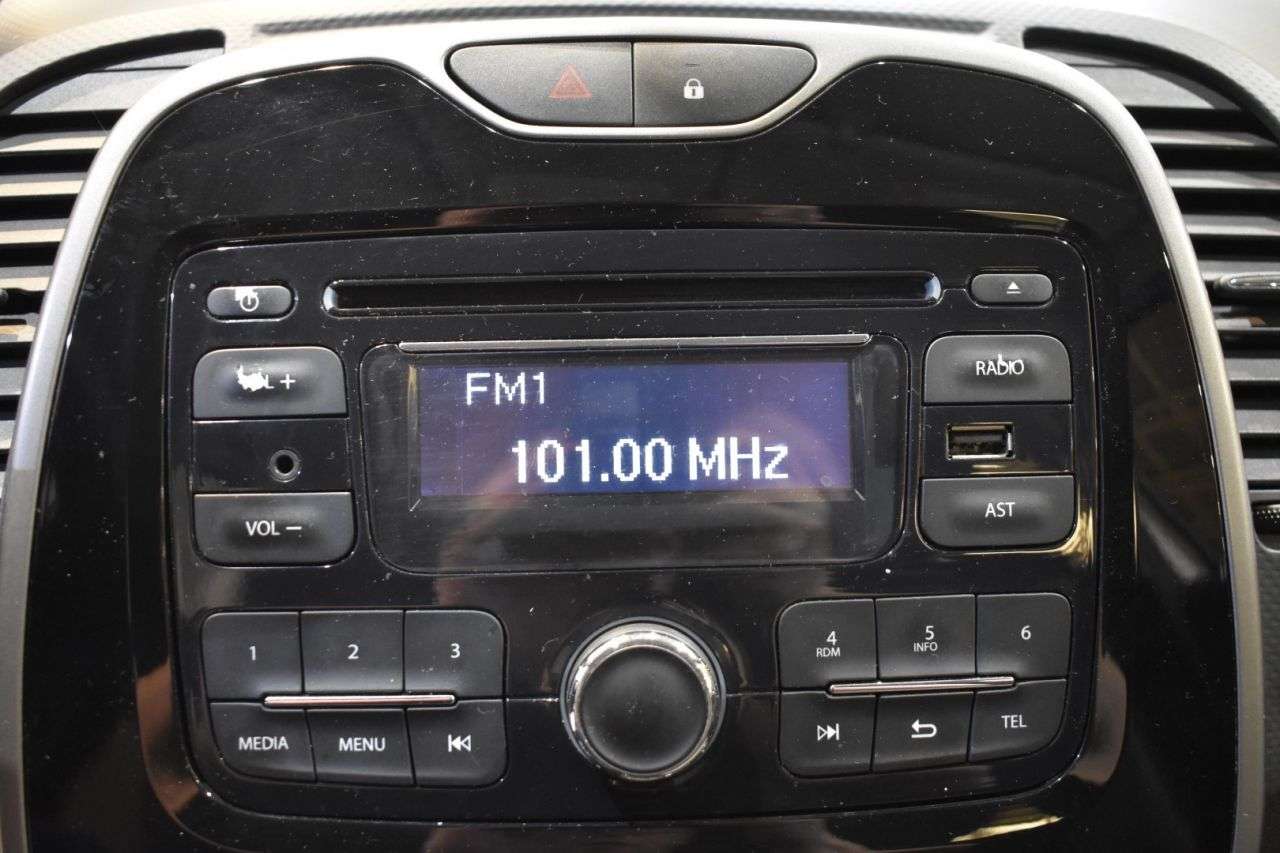 RADIO
FM1
101.00 MHz
VOL –
AST
1
2
3
4
RDM
5
INFO
6
MEDIA
MENU
TEL